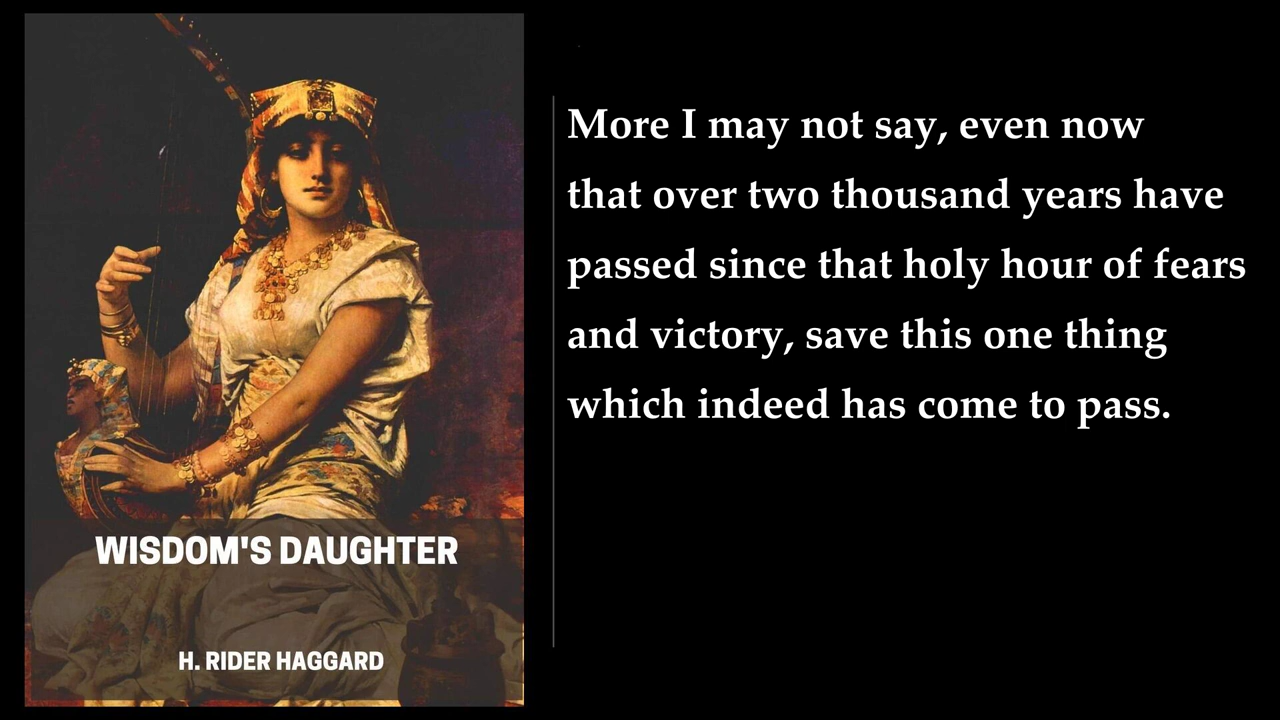 WISDOM'S DAUGHTER
H. RIDER HAGGARD
More I may not say, even now
that over two thousand years have
passed since that holy hour of fears
and victory, save this one thing
which indeed has come to pass.